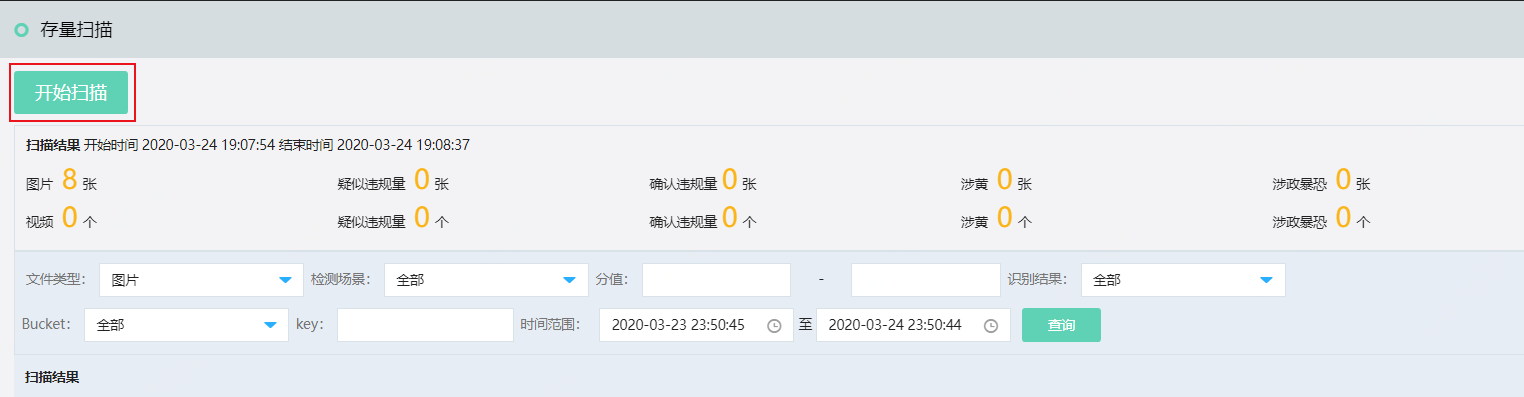 存量扫描
开始扫描
扫描结果 开始时间 2020-03-24 19:07:54 结束时间 2020-03-24 19:08:37
图片 8 张 疑似违规量 0 张 确认违规量 0 张 涉黄 0 张 涉政暴恐 0 张
视频 0 个 疑似违规量 0 个 确认违规量 0 个 涉黄 0 个 涉政暴恐 0 个
文件类型： 图片 检测场景： 全部 分值： - 识别结果： 全部
Bucket： 全部 key： 时间范围： 2020-03-23 23:50:45 至 2020-03-24 23:50:44 查询
扫描结果